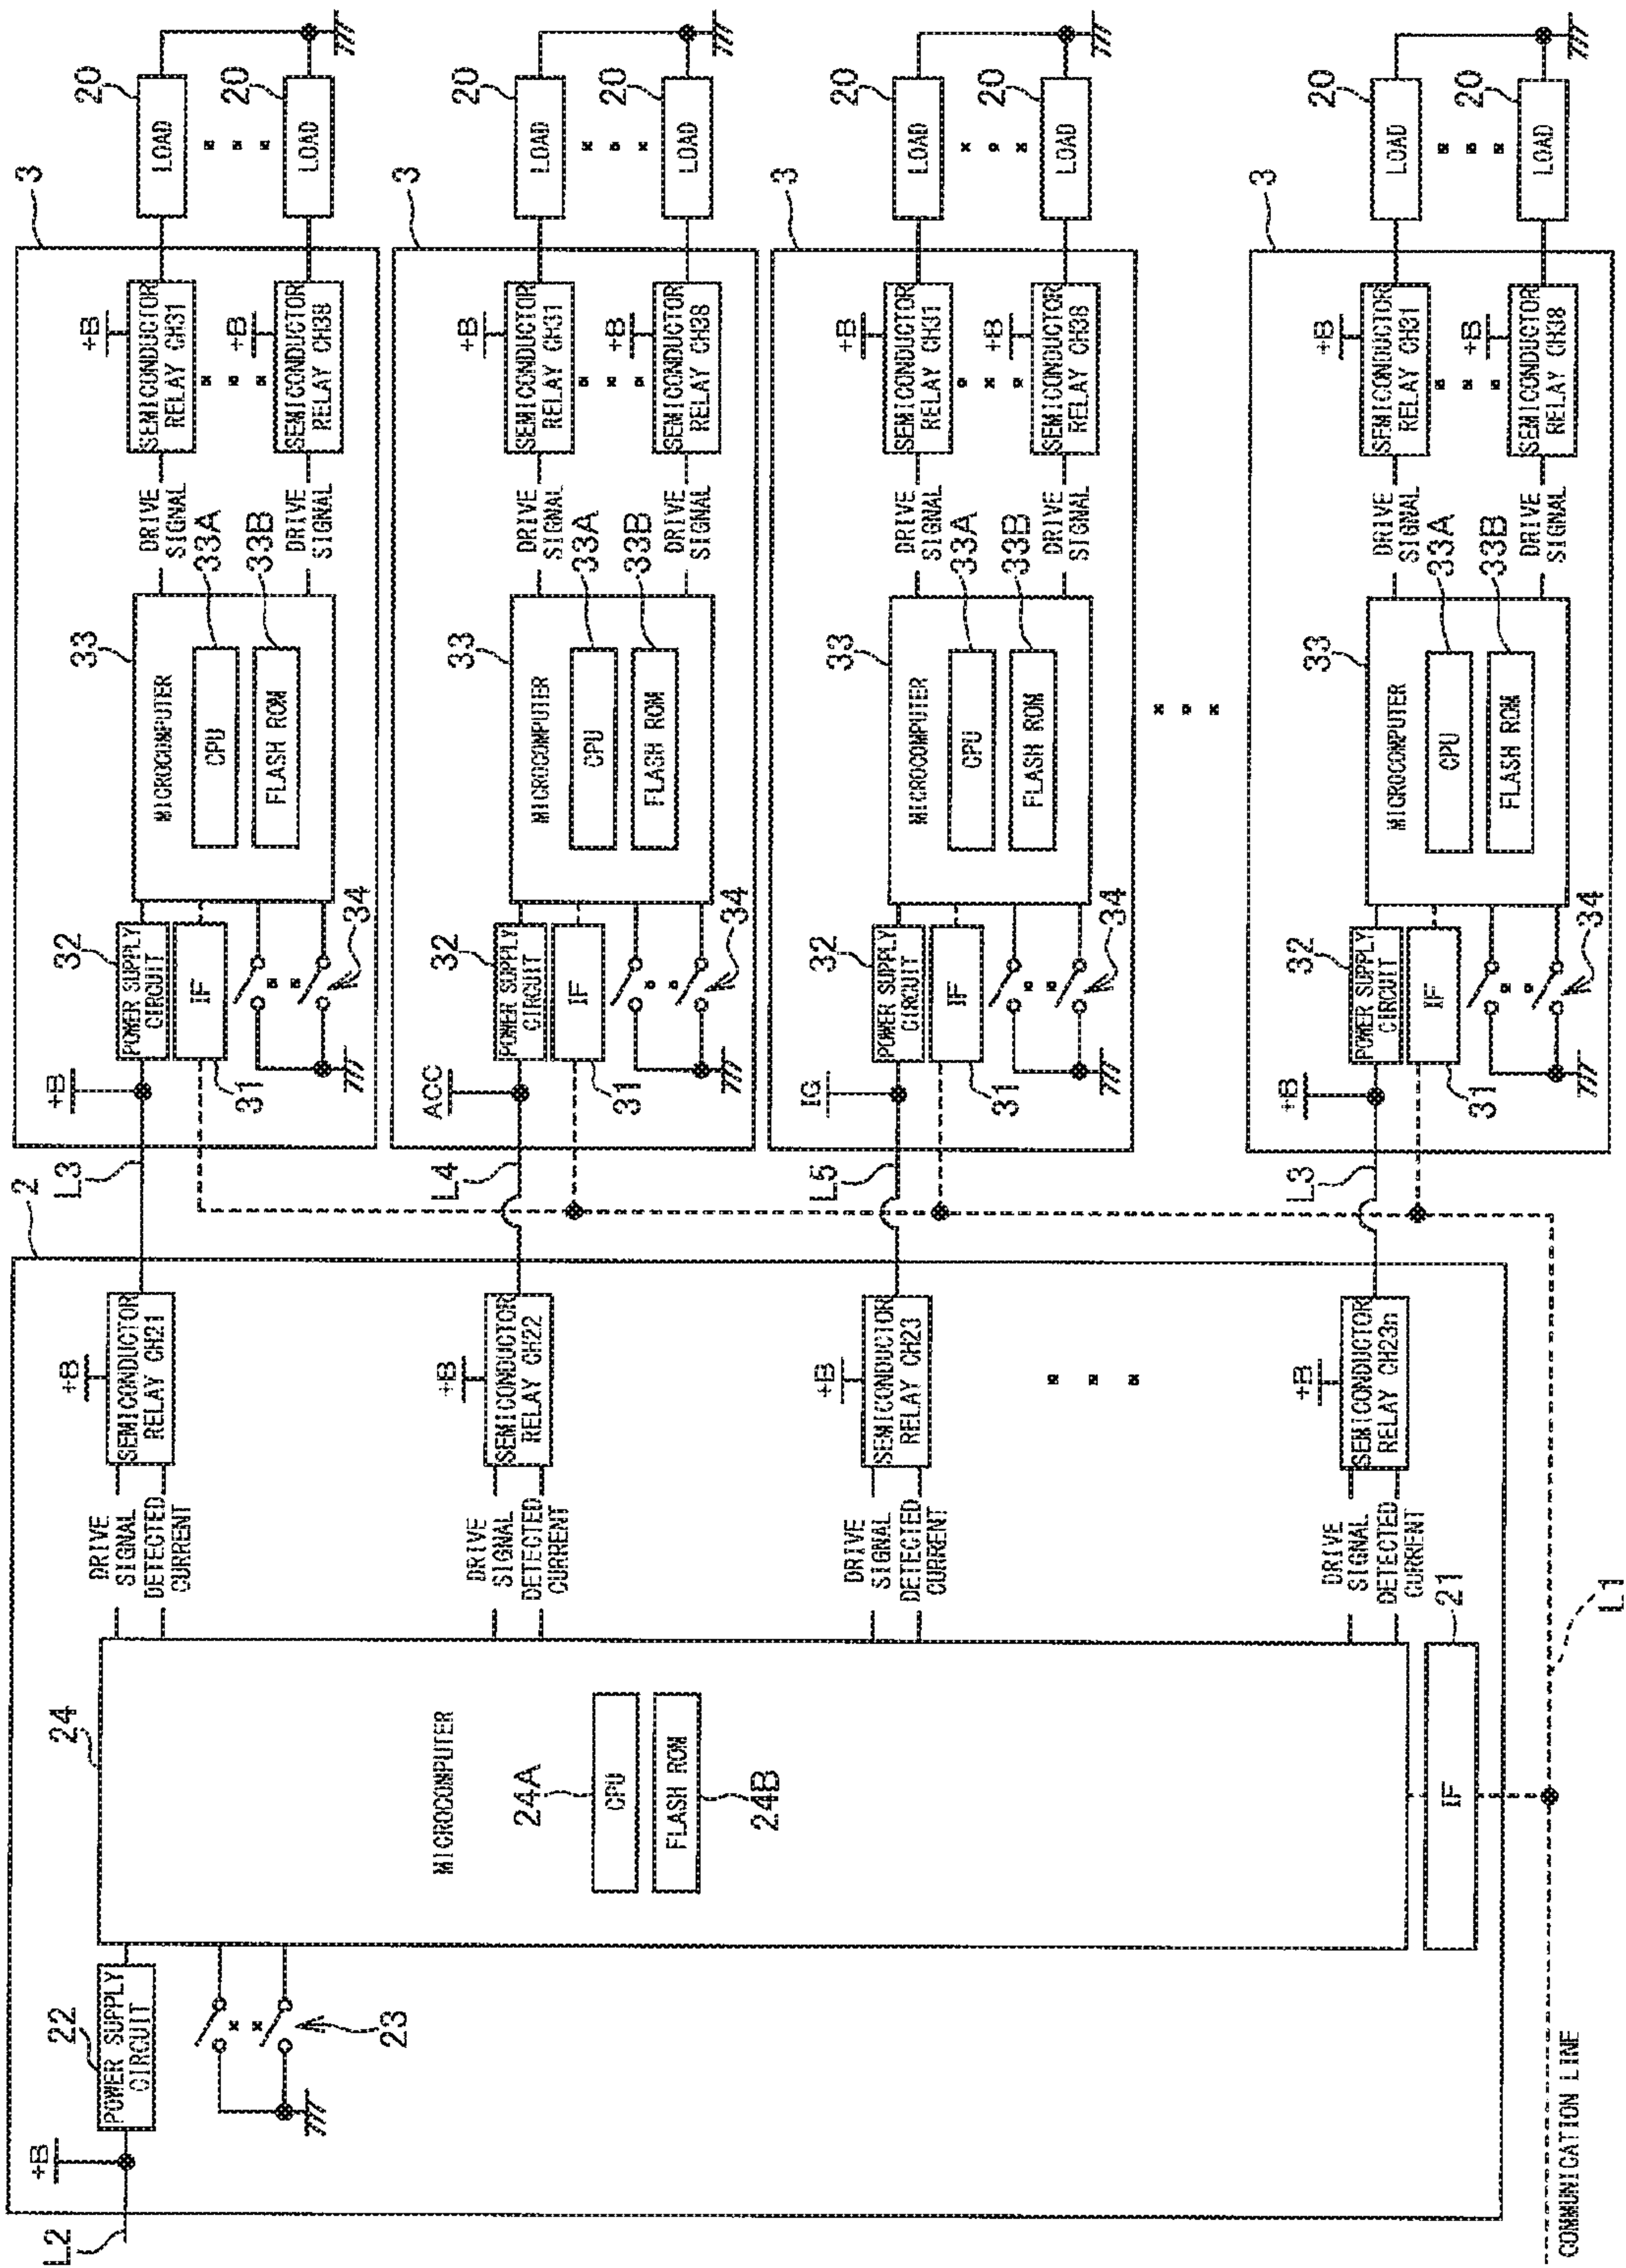 L2
+B
22
POWER SUPPLY
CIRCUIT
23
2
24
MICROCOMPUTER
24A
CPU
FLASH ROM
24B
IF
21
COMMUNICATION LINE
L1
DRIVE
SIGNAL
DETECTED
CURRENT
+B
SEMICONDUCTOR
RELAY CH21
DRIVE
SIGNAL
DETECTED
CURRENT
+B
SEMICONDUCTOR
RELAY CH22
DRIVE
SIGNAL
DETECTED
CURRENT
+B
SEMICONDUCTOR
RELAY CH23
DRIVE
SIGNAL
DETECTED
CURRENT
+B
SEMICONDUCTOR
RELAY CH23n
L3
+B
32
POWER SUPPLY
CIRCUIT
IF
31
34
33
MICROCOMPUTER
CPU
FLASH ROM
33A
33B
DRIVE
SIGNAL
DRIVE
SIGNAL
+B
SEMICONDUCTOR
RELAY CH31
+B
SEMICONDUCTOR
RELAY CH38
3
20
LOAD
20
LOAD
L4
ACC
32
POWER SUPPLY
CIRCUIT
IF
31
34
33
MICROCOMPUTER
CPU
FLASH ROM
33A
33B
DRIVE
SIGNAL
DRIVE
SIGNAL
+B
SEMICONDUCTOR
RELAY CH31
+B
SEMICONDUCTOR
RELAY CH38
3
20
LOAD
20
LOAD
L5
IG
32
POWER SUPPLY
CIRCUIT
IF
31
34
33
MICROCOMPUTER
CPU
FLASH ROM
33A
33B
DRIVE
SIGNAL
DRIVE
SIGNAL
+B
SEMICONDUCTOR
RELAY CH31
+B
SEMICONDUCTOR
RELAY CH38
3
20
LOAD
20
LOAD
L3
+B
32
POWER SUPPLY
CIRCUIT
IF
31
34
33
MICROCOMPUTER
CPU
FLASH ROM
33A
33B
DRIVE
SIGNAL
DRIVE
SIGNAL
+B
SEMICONDUCTOR
RELAY CH31
+B
SEMICONDUCTOR
RELAY CH38
3
20
LOAD
20
LOAD